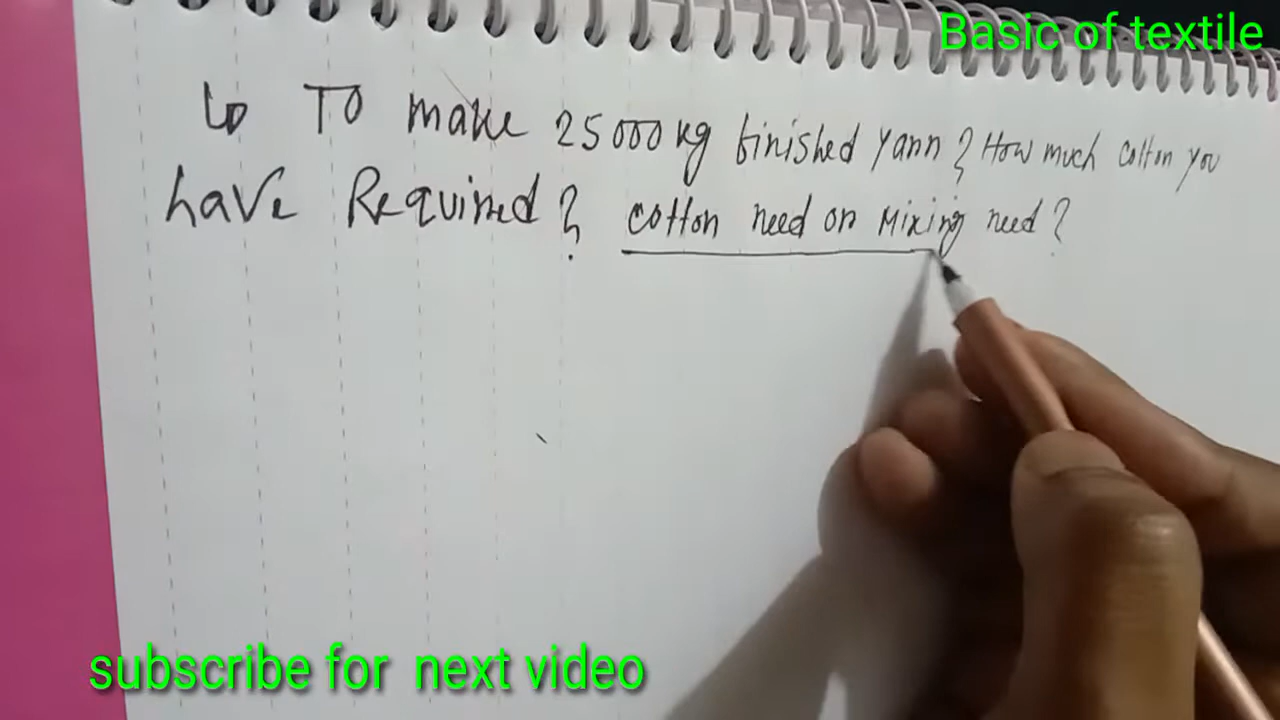 Basic of textile
To make 25000 kg finished Yarn? How much cotton you
have Required? cotton need or Mixing need?
subscribe for next video